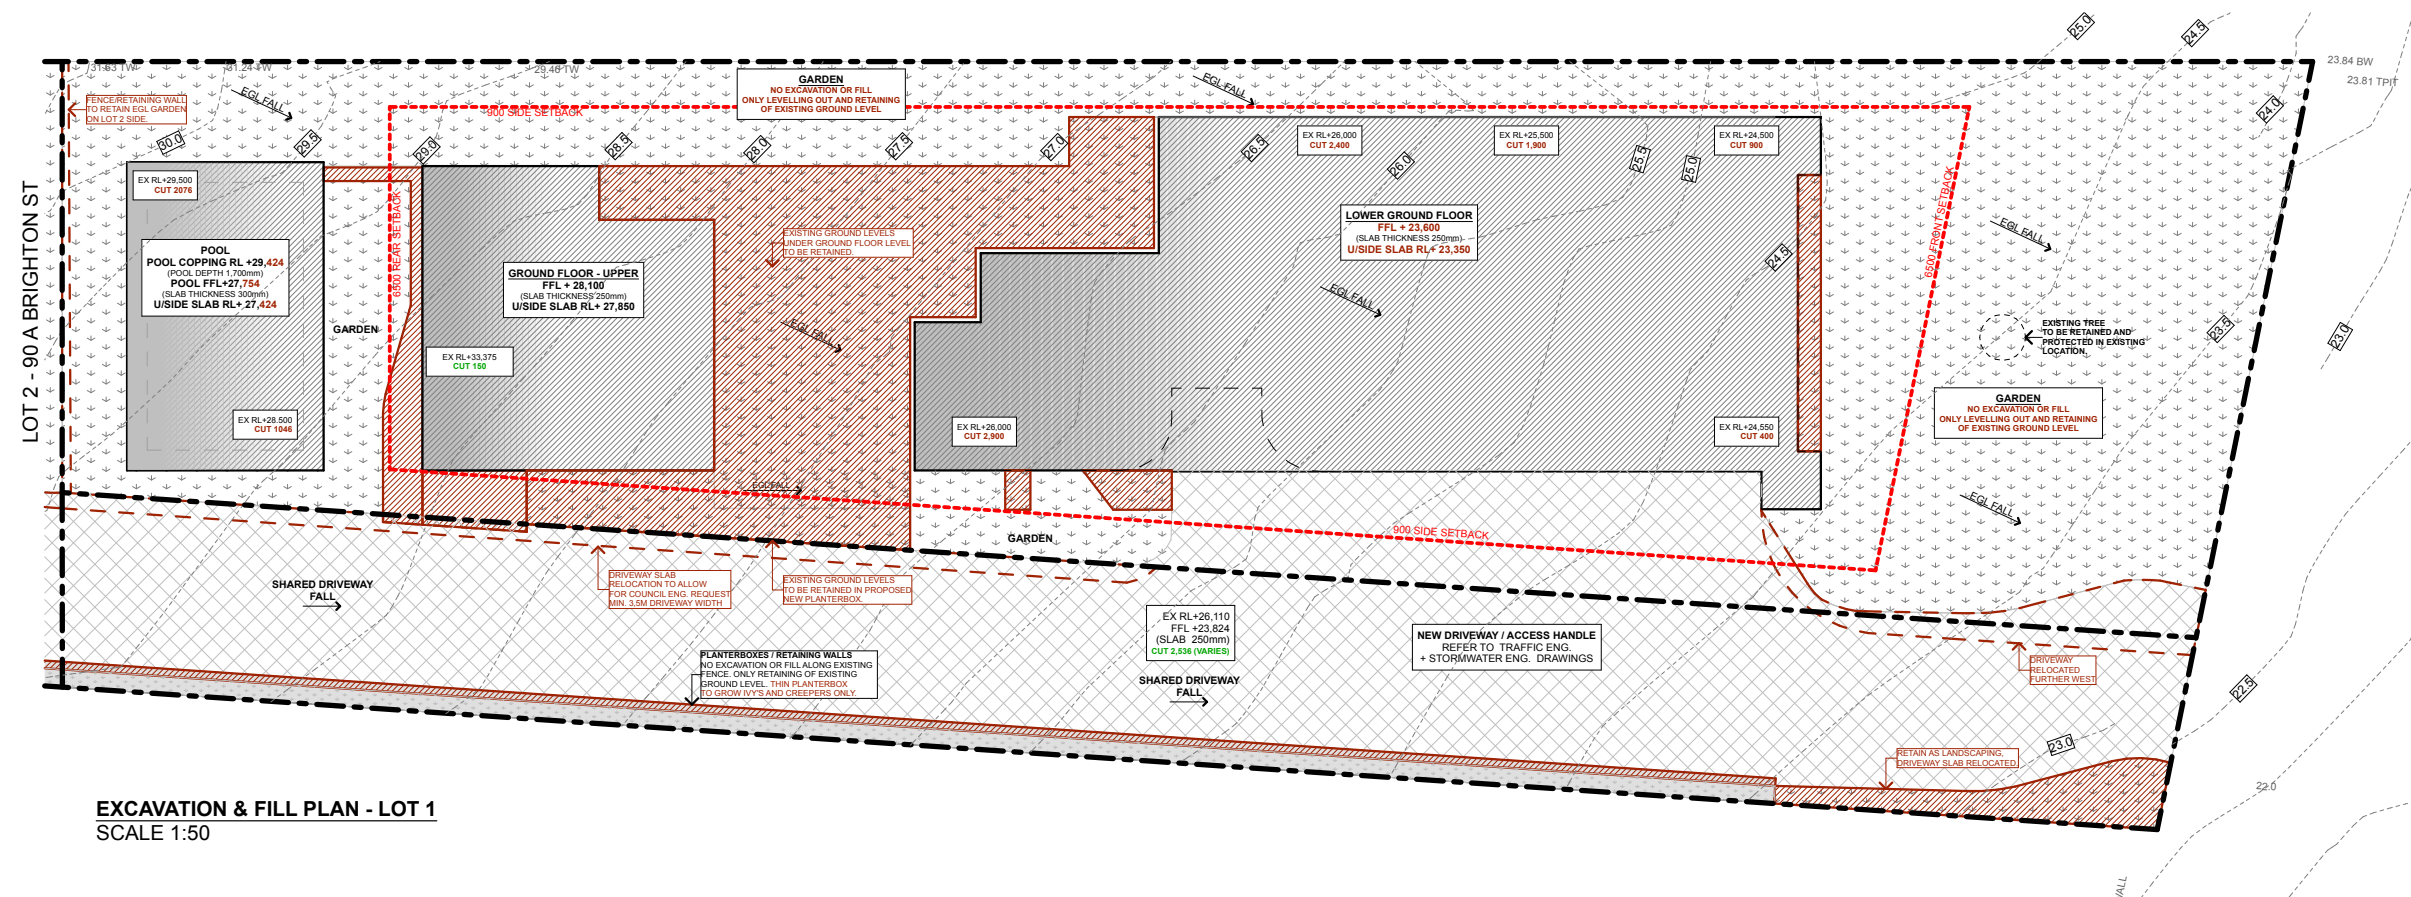 31.63 TW
31.24 TW
29.46 TW
25.0
24.5
23.84 BW
23.81 TPIT
FENCE/RETAINING WALL
TO RETAIN EGL GARDEN
ON LOT 2 SIDE.
EGL FALL
900 SIDE SETBACK
GARDEN
NO EXCAVATION OR FILL
ONLY LEVELLING OUT AND RETAINING
OF EXISTING GROUND LEVEL
EGL FALL
24.0
30.0
29.5
29.0
28.5
28.0
27.5
27.0
26.5
26.0
25.5
25.0
EX RL+26,000
CUT 2,400
EX RL+25,500
CUT 1,900
EX RL+24,500
CUT 900
LOT 2 - 90 A BRIGHTON ST
EX RL+29,500
CUT 2076
POOL
POOL COPPING RL +29,424
(POOL DEPTH 1,700mm)
POOL FFL+27,754
(SLAB THICKNESS 300mm)
U/SIDE SLAB RL+ 27,424
EX RL+28.500
CUT 1046
GARDEN
6500 REAR SETBACK
GROUND FLOOR - UPPER
FFL + 28,100
(SLAB THICKNESS 250mm)
U/SIDE SLAB RL+ 27,850
EX RL+33,375
CUT 150
EXISTING GROUND LEVELS
UNDER GROUND FLOOR LEVEL
TO BE RETAINED.
EGL FALL
EGL FALL
LOWER GROUND FLOOR
FFL + 23,600
(SLAB THICKNESS 250mm)
U/SIDE SLAB RL+ 23,350
EGL FALL
24.5
EX RL+26,000
CUT 2,900
EX RL+24,550
CUT 400
6500 FRONT SETBACK
EGL FALL
EXISTING TREE
TO BE RETAINED AND
PROTECTED IN EXISTING
LOCATION.
23.5
23.0
GARDEN
NO EXCAVATION OR FILL
ONLY LEVELLING OUT AND RETAINING
OF EXISTING GROUND LEVEL
EGL FALL
GARDEN
900 SIDE SETBACK
SHARED DRIVEWAY
FALL
DRIVEWAY SLAB
RELOCATION TO ALLOW
FOR COUNCIL ENG. REQUEST
MIN. 3,5M DRIVEWAY WIDTH
EXISTING GROUND LEVELS
TO BE RETAINED IN PROPOSED
NEW PLANTERBOX.
EX RL+26,110
FFL +23,824
(SLAB 250mm)
CUT 2,536 (VARIES)
SHARED DRIVEWAY
FALL
NEW DRIVEWAY / ACCESS HANDLE
REFER TO TRAFFIC ENG.
+ STORMWATER ENG. DRAWINGS
PLANTERBOXES / RETAINING WALLS
NO EXCAVATION OR FILL ALONG EXISTING
FENCE. ONLY RETAINING OF EXISTING
GROUND LEVEL. THIN PLANTERBOX
TO GROW IVY'S AND CREEPERS ONLY.
DRIVEWAY
RELOCATED
FURTHER WEST
22.5
23.0
RETAIN AS LANDSCAPING,
DRIVEWAY SLAB RELOCATED
22.0
EXCAVATION & FILL PLAN - LOT 1
SCALE 1:50